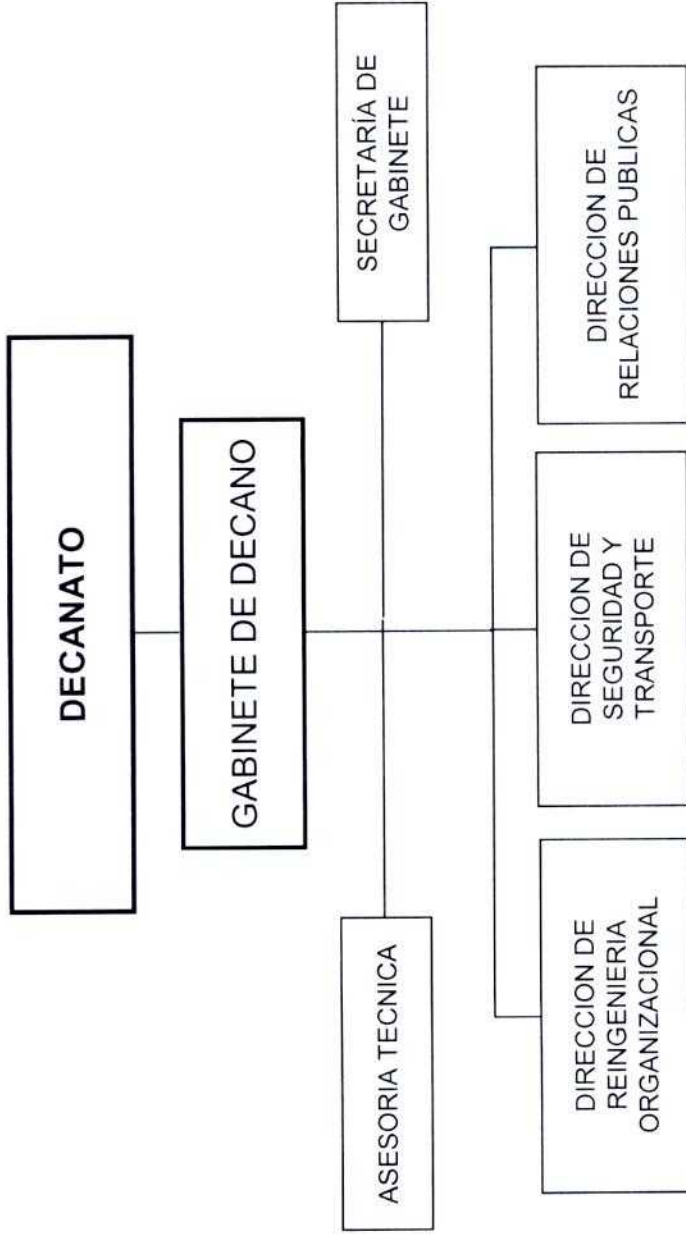 DECANATO
GABINETE DE DECANO
ASESORIA TECNICA
SECRETARÍA DE
GABINETE
DIRECCION DE
REINGENIERIA
ORGANIZACIONAL
DIRECCION DE
SEGURIDAD Y
TRANSPORTE
DIRECCION DE
RELACIONES PUBLICAS